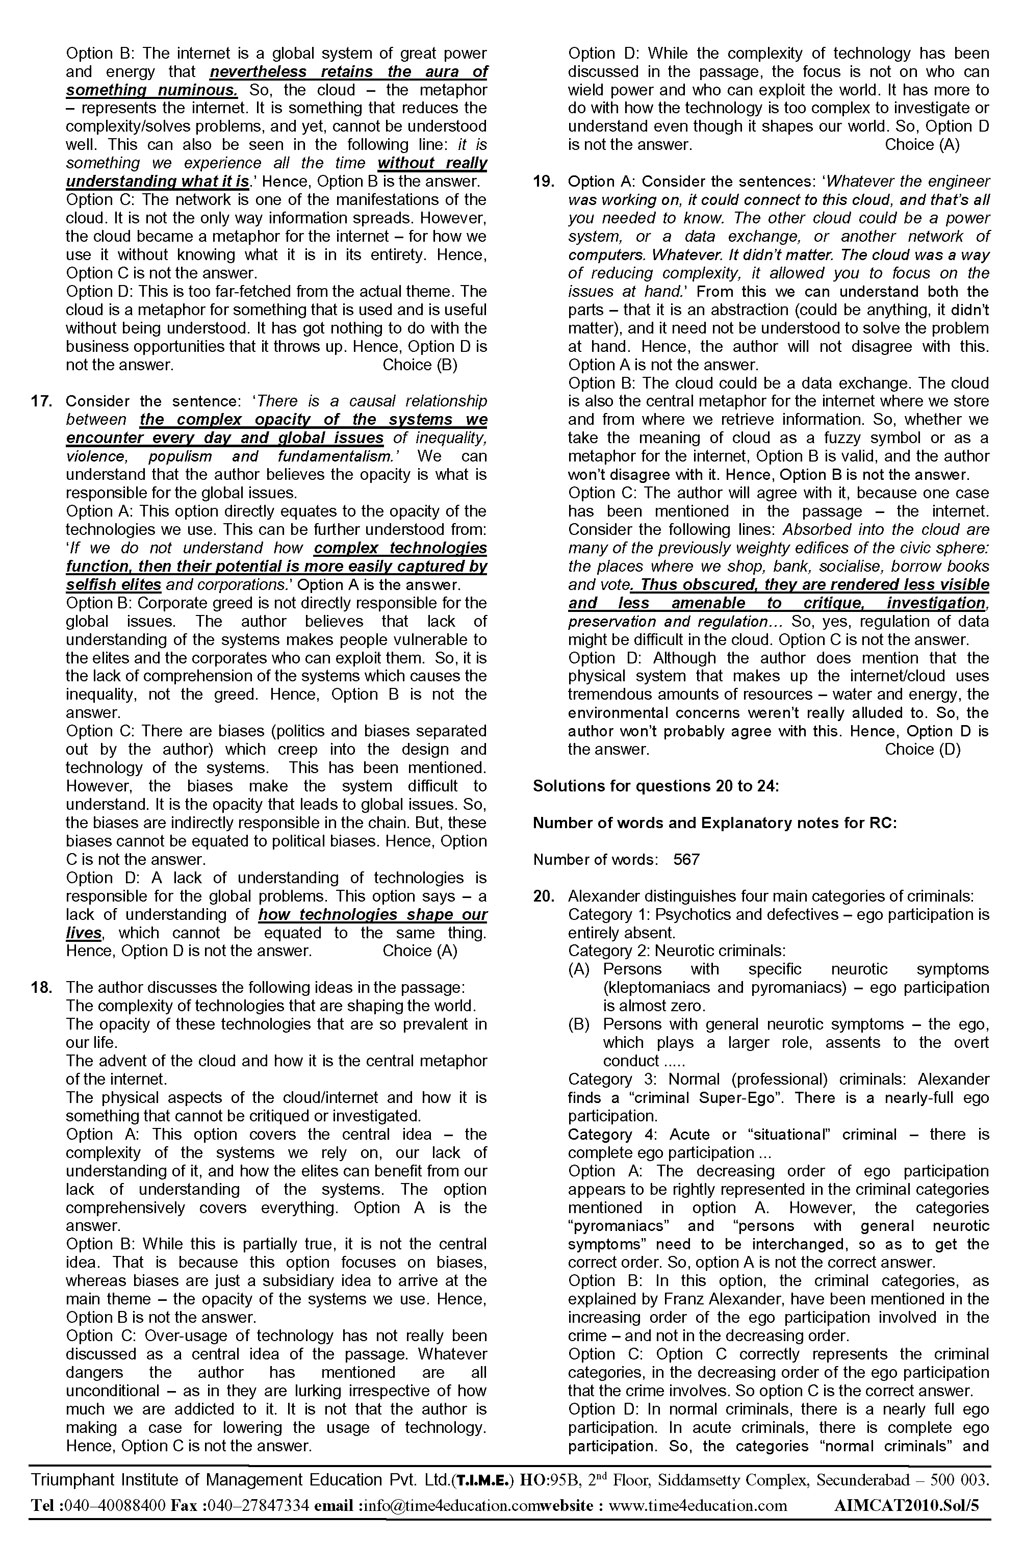 Option B: The internet is a global system of great power
and energy that nevertheless retains the aura of
something numinous. So, the cloud – the metaphor
– represents the internet. It is something that reduces the
complexity/solves problems, and yet, cannot be understood
well. This can also be seen in the following line: it is
something we experience all the time without really
understanding what it is.' Hence, Option B is the answer.
Option C: The network is one of the manifestations of the
cloud. It is not the only way information spreads. However,
the cloud became a metaphor for the internet – for how we
use it without knowing what it is in its entirety. Hence,
Option C is not the answer.
Option D: This is too far-fetched from the actual theme. The
cloud is a metaphor for something that is used and is useful
without being understood. It has got nothing to do with the
business opportunities that it throws up. Hence, Option D is
not the answer. Choice (B)
17. Consider the sentence: 'There is a causal relationship
between the complex opacity of the systems we
encounter every day and global issues of inequality,
violence, populism and fundamentalism.' We can
understand that the author believes the opacity is what is
responsible for the global issues.
Option A: This option directly equates to the opacity of the
technologies we use. This can be further understood from:
'If we do not understand how complex technologies
function, then their potential is more easily captured by
selfish elites and corporations.' Option A is the answer.
Option B: Corporate greed is not directly responsible for the
global issues. The author believes that lack of
understanding of the systems makes people vulnerable to
the elites and the corporates who can exploit them. So, it is
the lack of comprehension of the systems which causes the
inequality, not the greed. Hence, Option B is not the
answer.
Option C: There are biases (politics and biases separated
out by the author) which creep into the design and
technology of the systems. This has been mentioned.
However, the biases make the system difficult to
understand. It is the opacity that leads to global issues. So,
the biases are indirectly responsible in the chain. But, these
biases cannot be equated to political biases. Hence, Option
C is not the answer.
Option D: A lack of understanding of technologies is
responsible for the global problems. This option says – a
lack of understanding of how technologies shape our
lives, which cannot be equated to the same thing.
Hence, Option D is not the answer. Choice (A)
18. The author discusses the following ideas in the passage:
The complexity of technologies that are shaping the world.
The opacity of these technologies that are so prevalent in
our life.
The advent of the cloud and how it is the central metaphor
of the internet.
The physical aspects of the cloud/internet and how it is
something that cannot be critiqued or investigated.
Option A: This option covers the central idea – the
complexity of the systems we rely on, our lack of
understanding of it, and how the elites can benefit from our
lack of understanding of the systems. The option
comprehensively covers everything. Option A is the
answer.
Option B: While this is partially true, it is not the central
idea. That is because this option focuses on biases,
whereas biases are just a subsidiary idea to arrive at the
main theme – the opacity of the systems we use. Hence,
Option B is not the answer.
Option C: Over-usage of technology has not really been
discussed as a central idea of the passage. Whatever
dangers the author has mentioned are all
unconditional – as in they are lurking irrespective of how
much we are addicted to it. It is not that the author is
making a case for lowering the usage of technology.
Hence, Option C is not the answer.
Option D: While the complexity of technology has been
discussed in the passage, the focus is not on who can
wield power and who can exploit the world. It has more to
do with how the technology is too complex to investigate or
understand even though it shapes our world. So, Option D
is not the answer. Choice (A)
19. Option A: Consider the sentences: 'Whatever the engineer
was working on, it could connect to this cloud, and that's all
you needed to know. The other cloud could be a power
system, or a data exchange, or another network of
computers. Whatever. It didn't matter. The cloud was a way
of reducing complexity, it allowed you to focus on the
issues at hand.' From this we can understand both the
parts – that it is an abstraction (could be anything, it didn't
matter), and it need not be understood to solve the problem
at hand. Hence, the author will not disagree with this.
Option A is not the answer.
Option B: The cloud could be a data exchange. The cloud
is also the central metaphor for the internet where we store
and from where we retrieve information. So, whether we
take the meaning of cloud as a fuzzy symbol or as a
metaphor for the internet, Option B is valid, and the author
won't disagree with it. Hence, Option B is not the answer.
Option C: The author will agree with it, because one case
has been mentioned in the passage – the internet.
Consider the following lines: Absorbed into the cloud are
many of the previously weighty edifices of the civic sphere:
the places where we shop, bank, socialise, borrow books
and vote. Thus obscured, they are rendered less visible
and less amenable to critique, investigation,
preservation and regulation… So, yes, regulation of data
might be difficult in the cloud. Option C is not the answer.
Option D: Although the author does mention that the
physical system that makes up the internet/cloud uses
tremendous amounts of resources – water and energy, the
environmental concerns weren't really alluded to. So, the
author won't probably agree with this. Hence, Option D is
the answer. Choice (D)
Solutions for questions 20 to 24:
Number of words and Explanatory notes for RC:
Number of words: 567
20. Alexander distinguishes four main categories of criminals:
Category 1: Psychotics and defectives – ego participation is
entirely absent.
Category 2: Neurotic criminals:
(A) Persons with specific neurotic symptoms
(kleptomaniacs and pyromaniacs) – ego participation
is almost zero.
(B) Persons with general neurotic symptoms – the ego,
which plays a larger role, assents to the overt
conduct .....
Category 3: Normal (professional) criminals: Alexander
finds a "criminal Super-Ego". There is a nearly-full ego
participation.
Category 4: Acute or "situational" criminal – there is
complete ego participation ...
Option A: The decreasing order of ego participation
appears to be rightly represented in the criminal categories
mentioned in option A. However, the categories
"pyromaniacs" and "persons with general neurotic
symptoms" need to be interchanged, so as to get the
correct order. So, option A is not the correct answer.
Option B: In this option, the criminal categories, as
explained by Franz Alexander, have been mentioned in the
increasing order of the ego participation involved in the
crime – and not in the decreasing order.
Option C: Option C correctly represents the criminal
categories, in the decreasing order of the ego participation
that the crime involves. So option C is the correct answer.
Option D: In normal criminals, there is a nearly full ego
participation. In acute criminals, there is complete ego
participation. So, the categories "normal criminals" and
Triumphant Institute of Management Education Pvt. Ltd.(T.I.M.E.) HO:95B, 2nd Floor, Siddamsetty Complex, Secunderabad – 500 003.
Tel :040–40088400 Fax :040–27847334 email :info@time4education.comwebsite : www.time4education.com AIMCAT2010.Sol/5